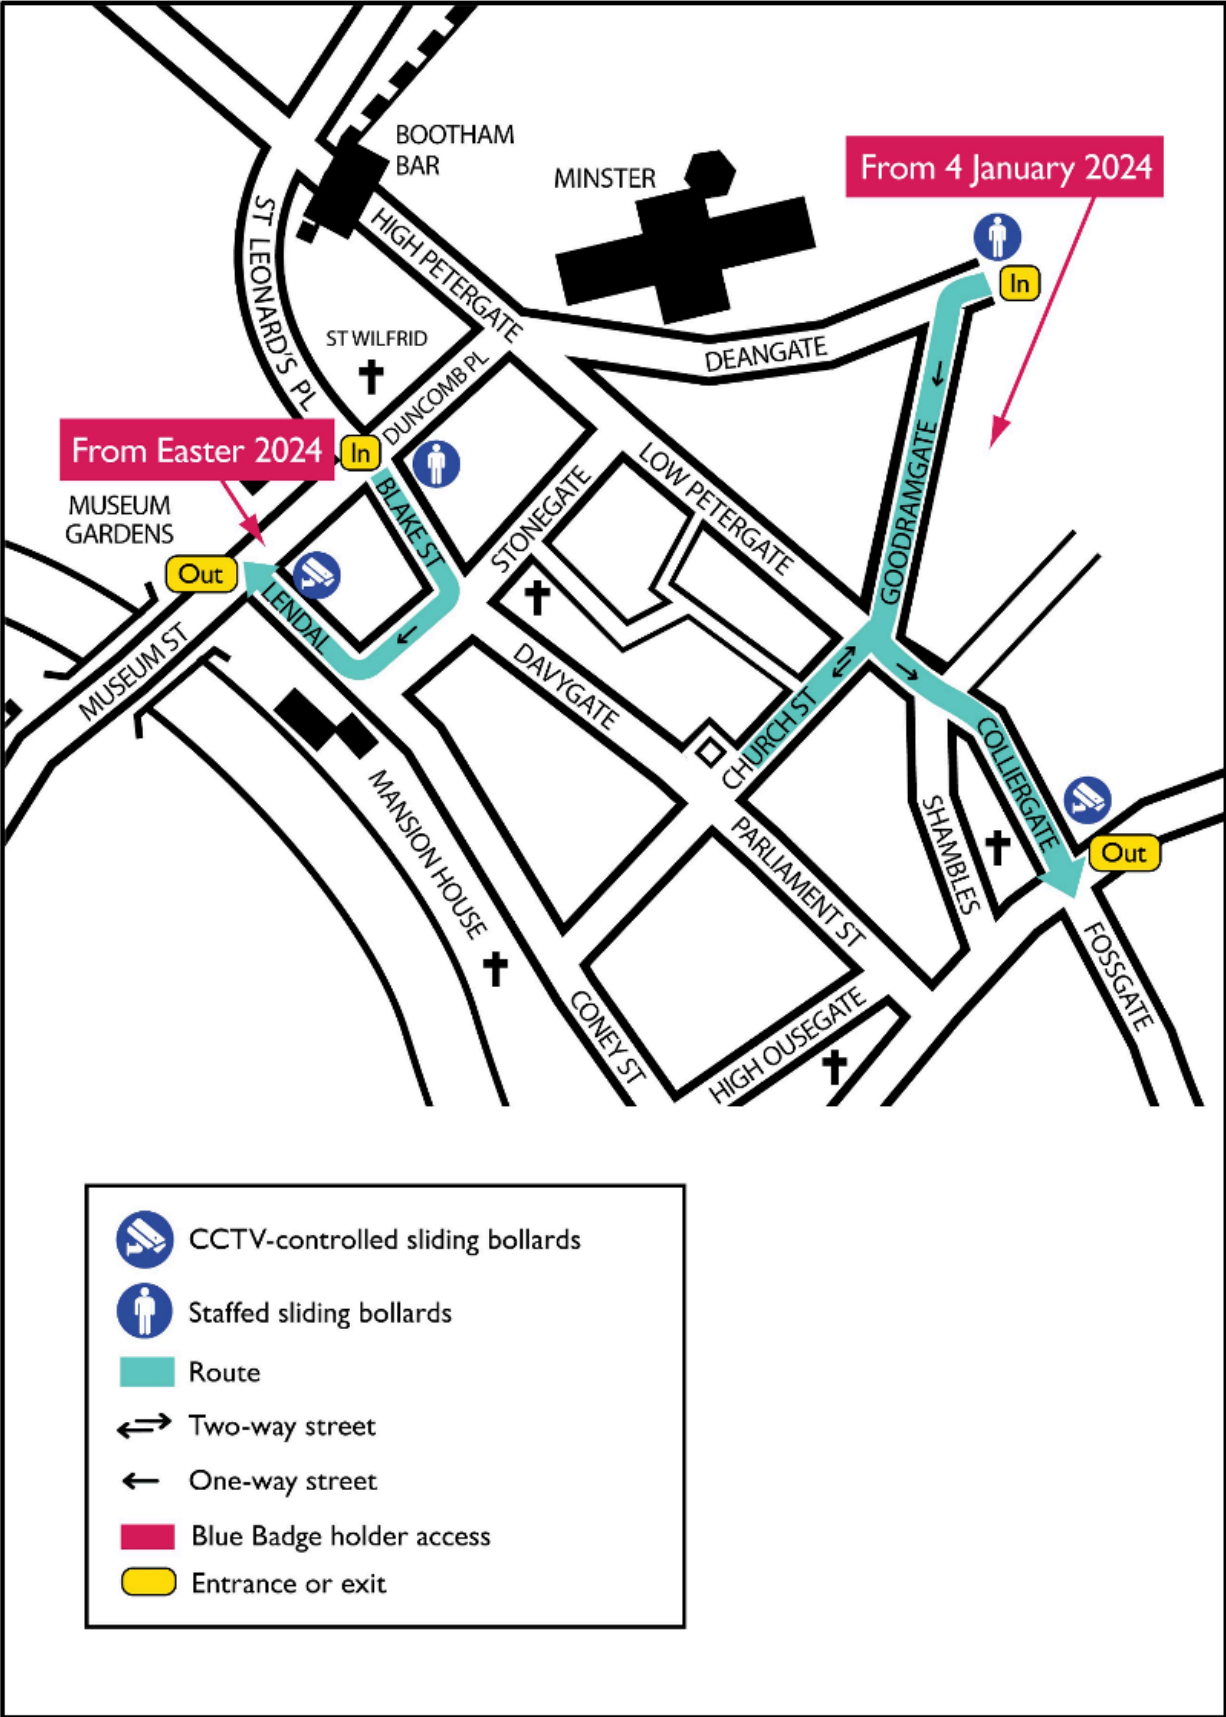 BOOTHAM
BAR
MINSTER
From 4 January 2024
ST LEONARD'S PL
HIGH PETERGATE
In
ST WILFRID
DUNCOMB PL
DEANGATE
From Easter 2024
In
MUSEUM
GARDENS
BLAKE ST
STONEGATE
LOW PETERGATE
GOODRAMGATE
Out
LENDAL
MUSEUM ST
DAVYGATE
CHURCH ST
COLLIERGATE
MANSION HOUSE
PARLIAMENT ST
SHAMBLES
Out
FOSSGATE
CONEY ST
HIGH OUSEGATE
CCTV-controlled sliding bollards
Staffed sliding bollards
Route
Two-way street
One-way street
Blue Badge holder access
Entrance or exit